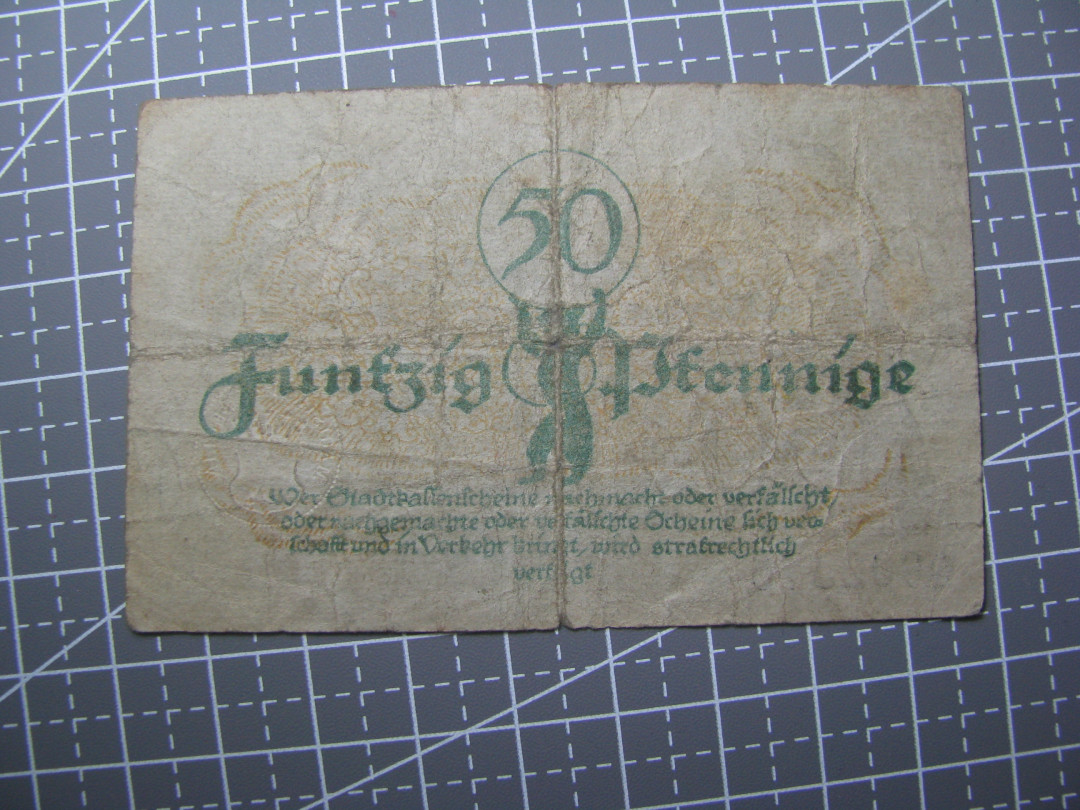 50
Funfzig Pfennige
Wer Stadtkassenscheine nachmacht oder verfälscht,
oder nachgemachte oder verfälschte Scheine sich ver-
schafft und in Verkehr bringt, wird strafrechtlich
verfolgt